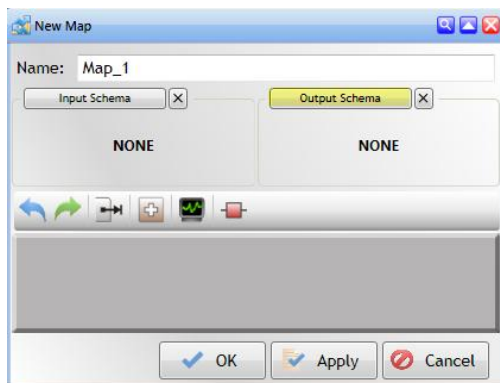 New Map
Name: Map_1
Input Schema X Output Schema X
NONE NONE
OK Apply Cancel